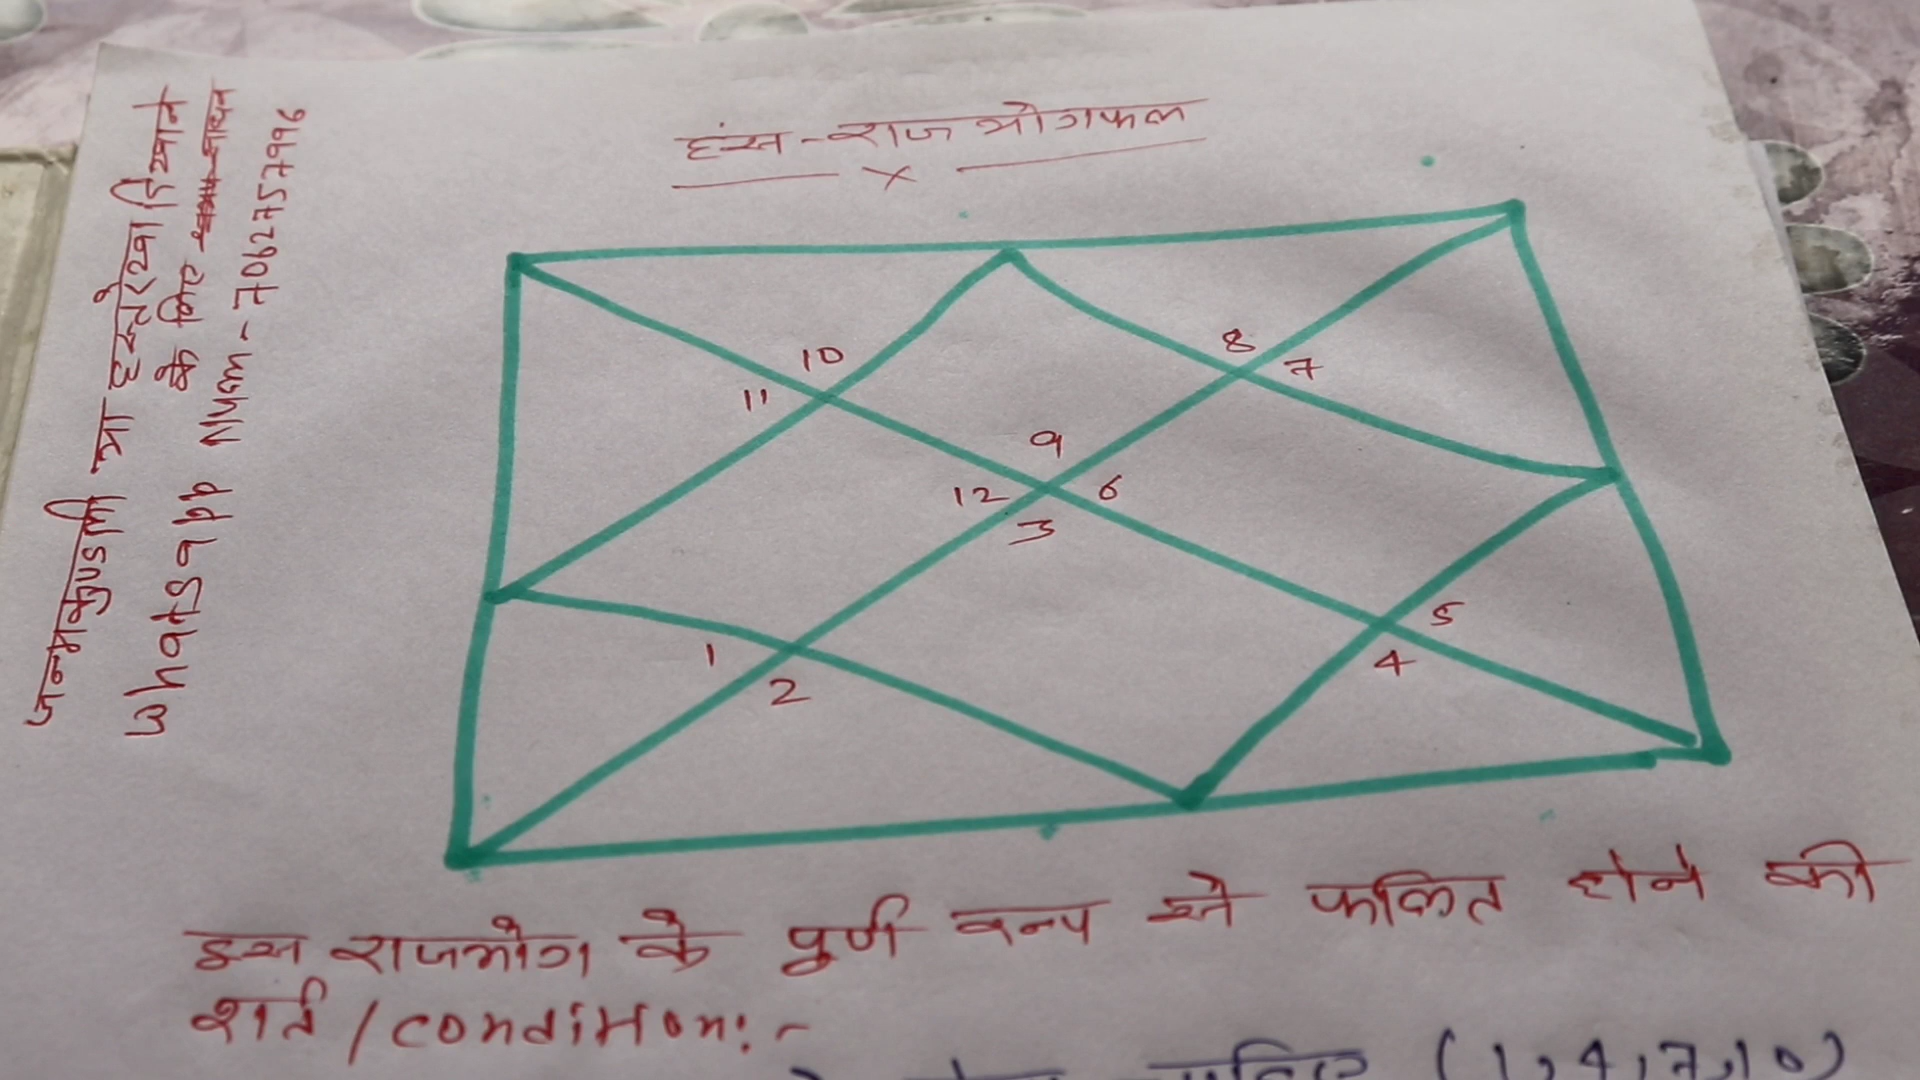 हंस-राज योगफल
x
10
8
11
7
9
12
6
3
5
1
4
2
इस राजयोग के पूर्ण रूप से फलित होने की
शर्त / condition:-
(1,4,7,10)
जन्मकुण्डली या हस्तरेखा दिखाने
के लिए
Whatsapp Num - 7062757996